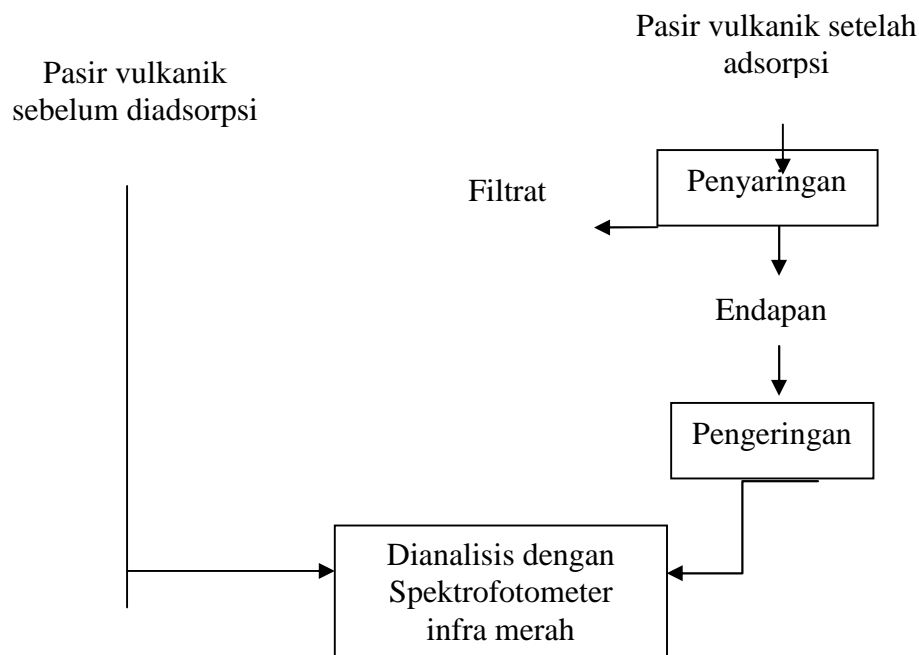 Pasir vulkanik
sebelum diadsorpsi
Pasir vulkanik setelah
adsorpsi
Penyaringan
Filtrat
Endapan
Pengeringan
Dianalisis dengan
Spektrofotometer
infra merah